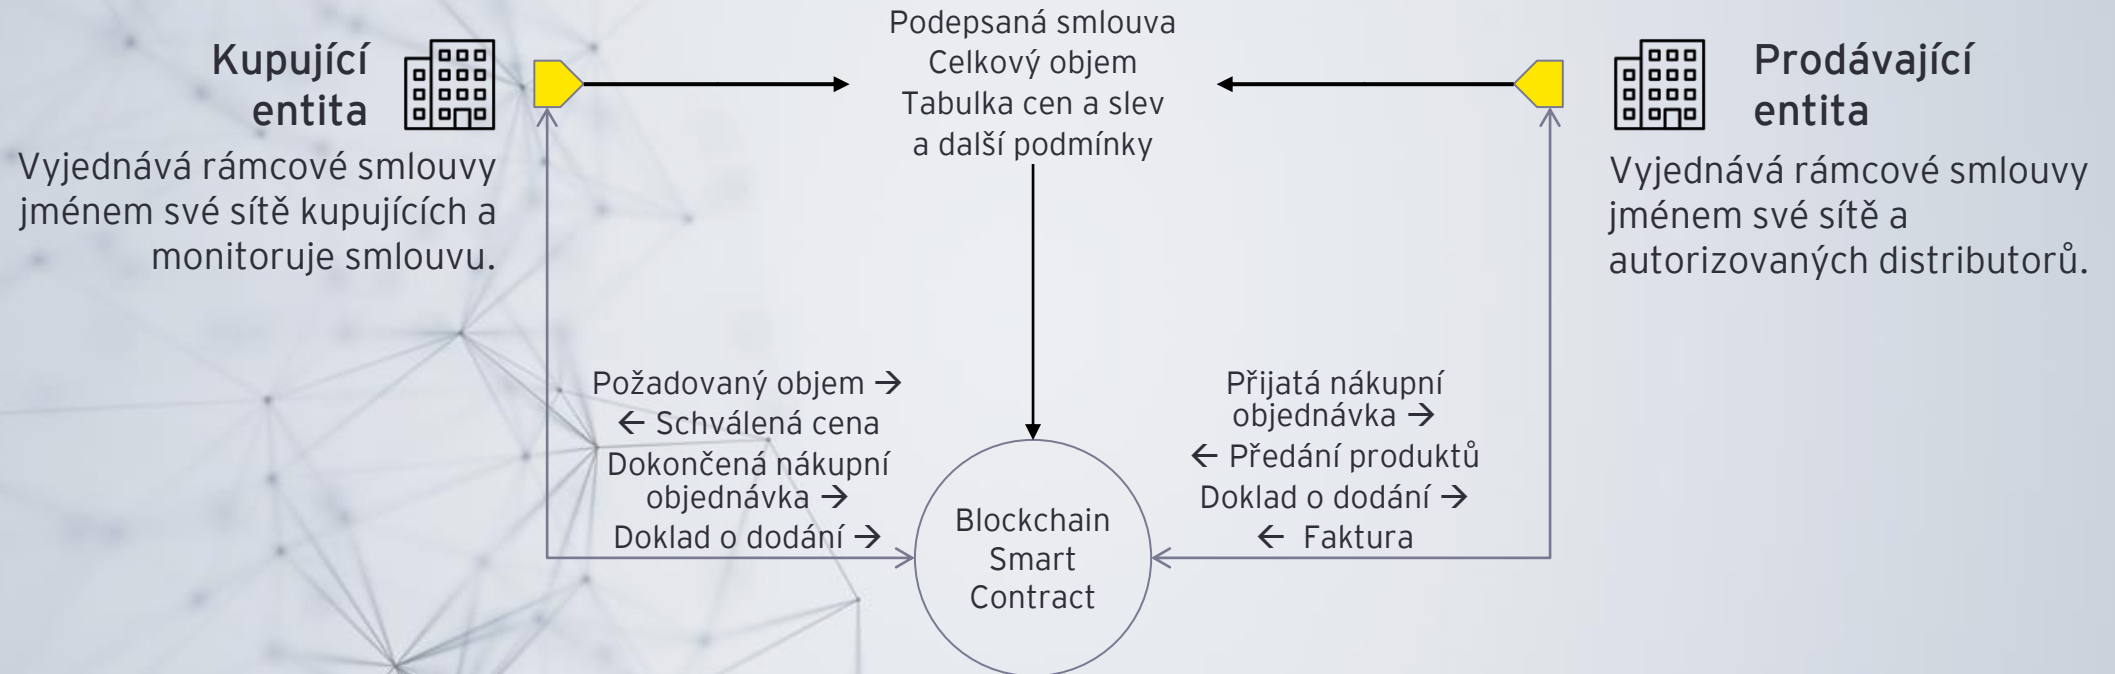 Kupující
entita
Vyjednává rámcové smlouvy
jménem své sítě kupujících a
monitoruje smlouvu.
Podepsaná smlouva
Celkový objem
Tabulka cen a slev
a další podmínky
Prodávající
entita
Vyjednává rámcové smlouvy
jménem své sítě a
autorizovaných distributorů.
Požadovaný objem →
← Schválená cena
Dokončená nákupní
objednávka →
Doklad o dodání →
Přijatá nákupní
objednávka →
← Předání produktů
Doklad o dodání →
← Faktura
Blockchain
Smart
Contract